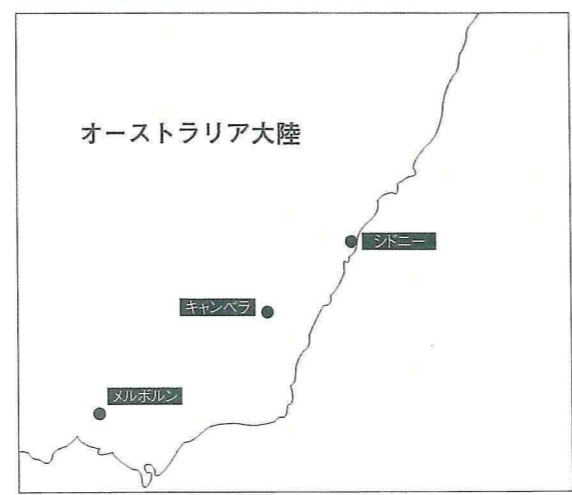 オーストラリア大陸
シドニー
キャンベラ
メルボルン